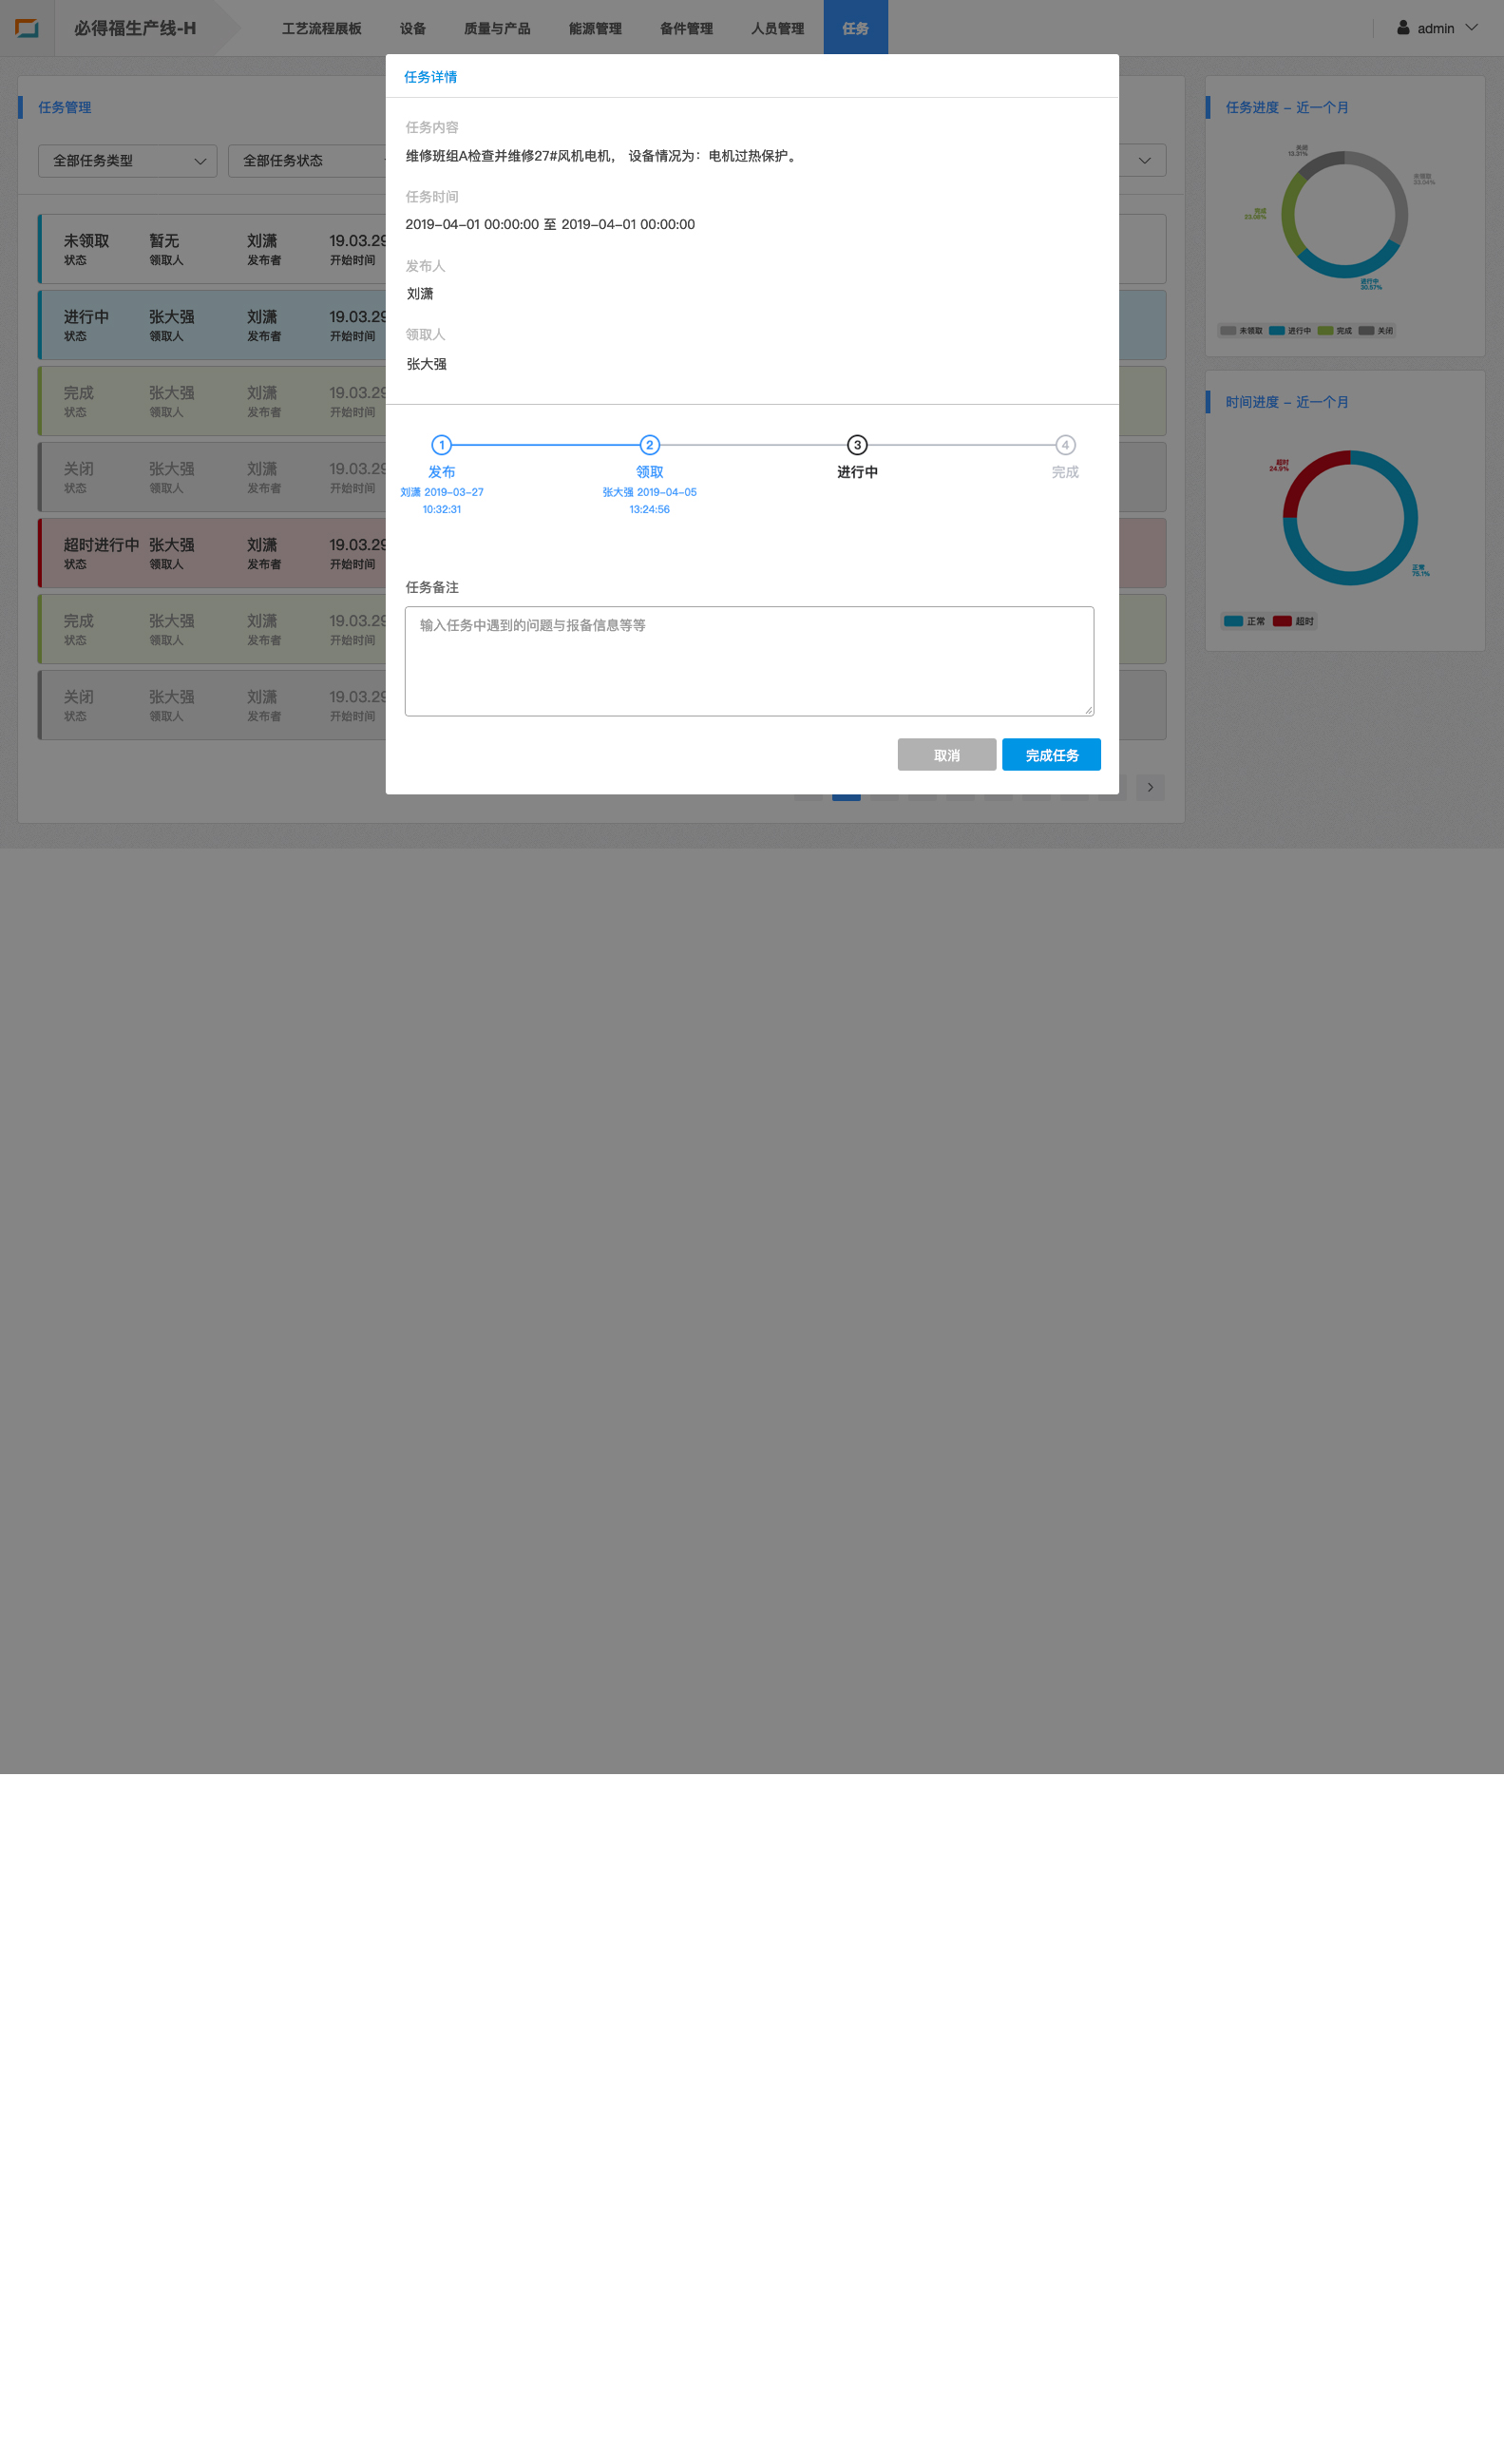 必得福生产线-H
工艺流程展板 设备 质量与产品 能源管理 备件管理 人员管理 任务
admin
任务管理
全部任务类型
全部任务状态
未领取 暂无 刘潇 19.03.29
状态 领取人 发布者 开始时间
进行中 张大强 刘潇 19.03.29
状态 领取人 发布者 开始时间
完成 张大强 刘潇 19.03.29
状态 领取人 发布者 开始时间
关闭 张大强 刘潇 19.03.29
状态 领取人 发布者 开始时间
超时进行中 张大强 刘潇 19.03.29
状态 领取人 发布者 开始时间
完成 张大强 刘潇 19.03.29
状态 领取人 发布者 开始时间
关闭 张大强 刘潇 19.03.29
状态 领取人 发布者 开始时间
任务详情
任务内容
维修班组A检查并维修27#风机电机， 设备情况为：电机过热保护。
任务时间
2019-04-01 00:00:00 至 2019-04-01 00:00:00
发布人
刘潇
领取人
张大强
1 2 3 4
发布 领取 进行中 完成
刘潇 2019-03-27 张大强 2019-04-05
10:32:31 13:24:56
任务备注
输入任务中遇到的问题与报备信息等等
取消 完成任务
任务进度 - 近一个月
关闭
未领取
完成
进行中
未领取 进行中 完成 关闭
时间进度 - 近一个月
超时
24.9%
正常
75.1%
正常 超时